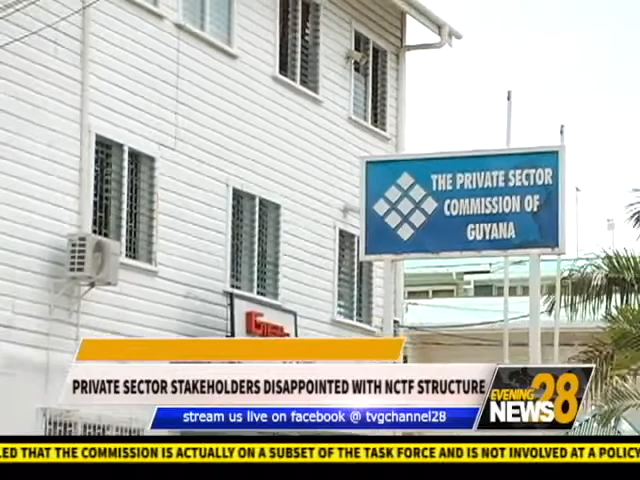 THE PRIVATE SECTOR
COMMISSION OF
GUYANA
PRIVATE SECTOR STAKEHOLDERS DISAPPOINTED WITH NCTF STRUCTURE
EVENING
NEWS 28
stream us live on facebook @ tvgchannel28
LED THAT THE COMMISSION IS ACTUALLY ON A SUBSET OF THE TASK FORCE AND IS NOT INVOLVED AT A POLICY